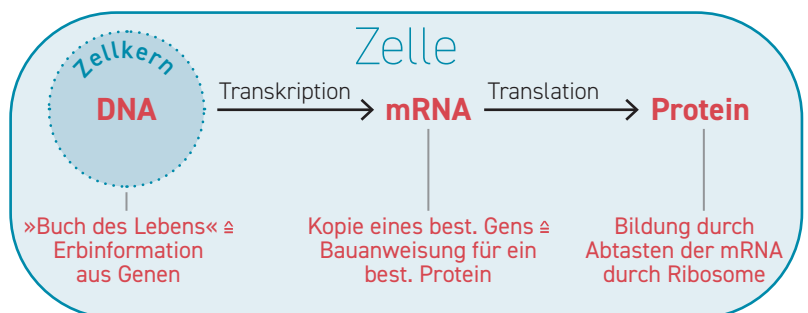 Zelle
Zellkern
DNA
Transkription
mRNA
Translation
Protein
»Buch des Lebens« ≙
Erbinformation
aus Genen
Kopie eines best. Gens ≙
Bauanweisung für ein
best. Protein
Bildung durch
Abtasten der mRNA
durch Ribosome